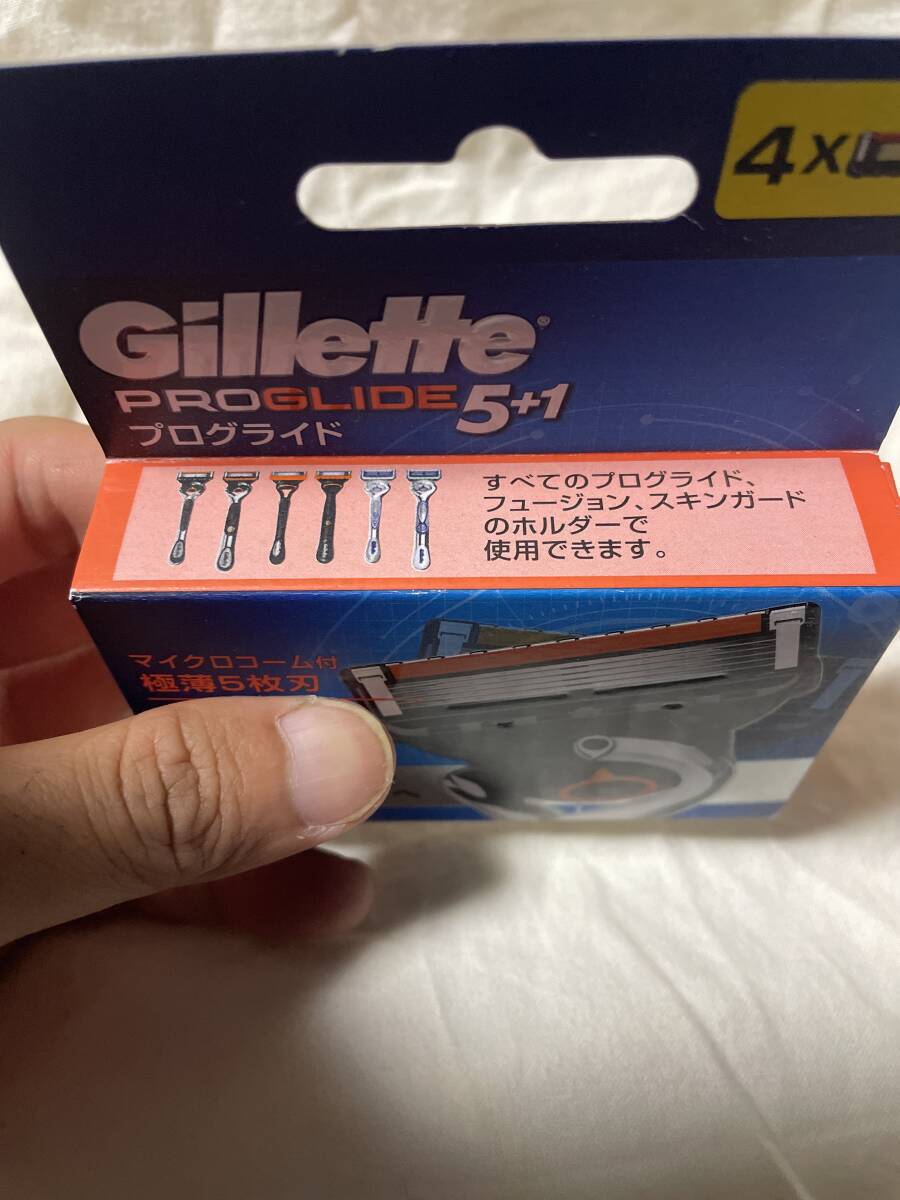 4X
Gillette®
PROGLIDE 5+1
プログライド
すべてのプログライド、
フュージョン、スキンガード
のホルダーで
使用できます。
マイクロコーム付
極薄5枚刃